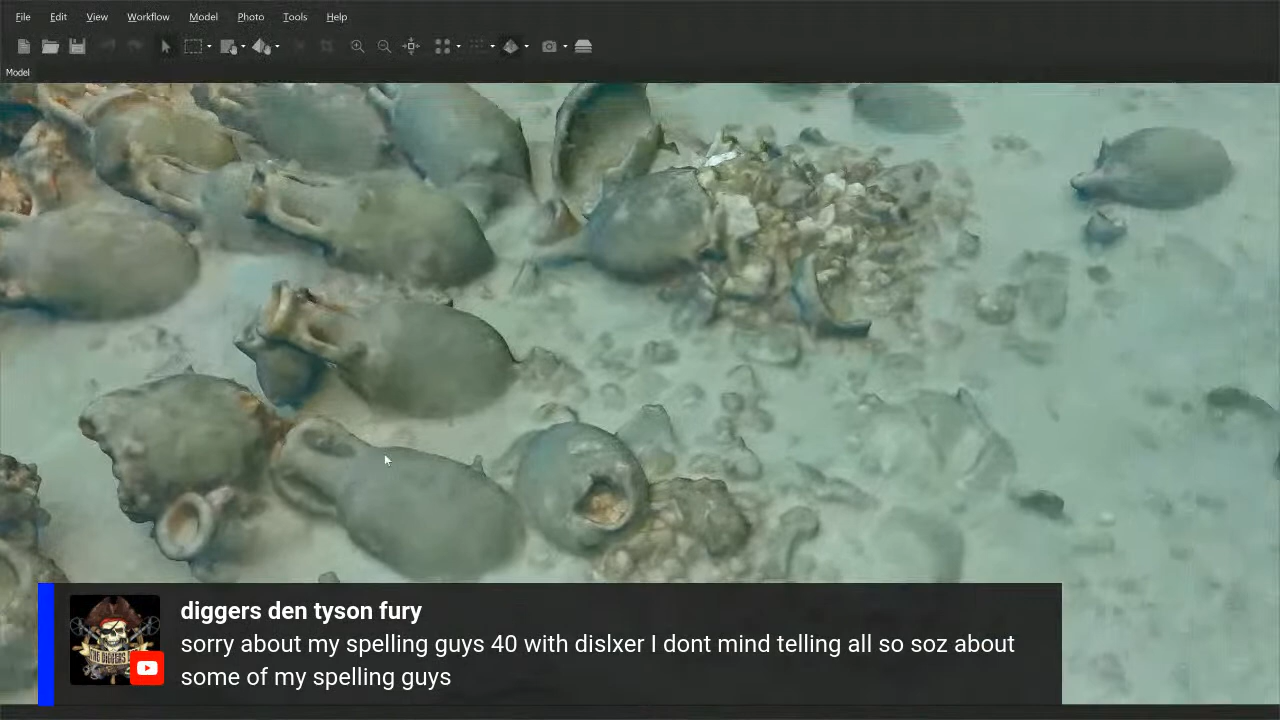 File Edit View Workflow Model Photo Tools Help
Model
diggers den tyson fury
sorry about my spelling guys 40 with dislxer I dont mind telling all so soz about
some of my spelling guys